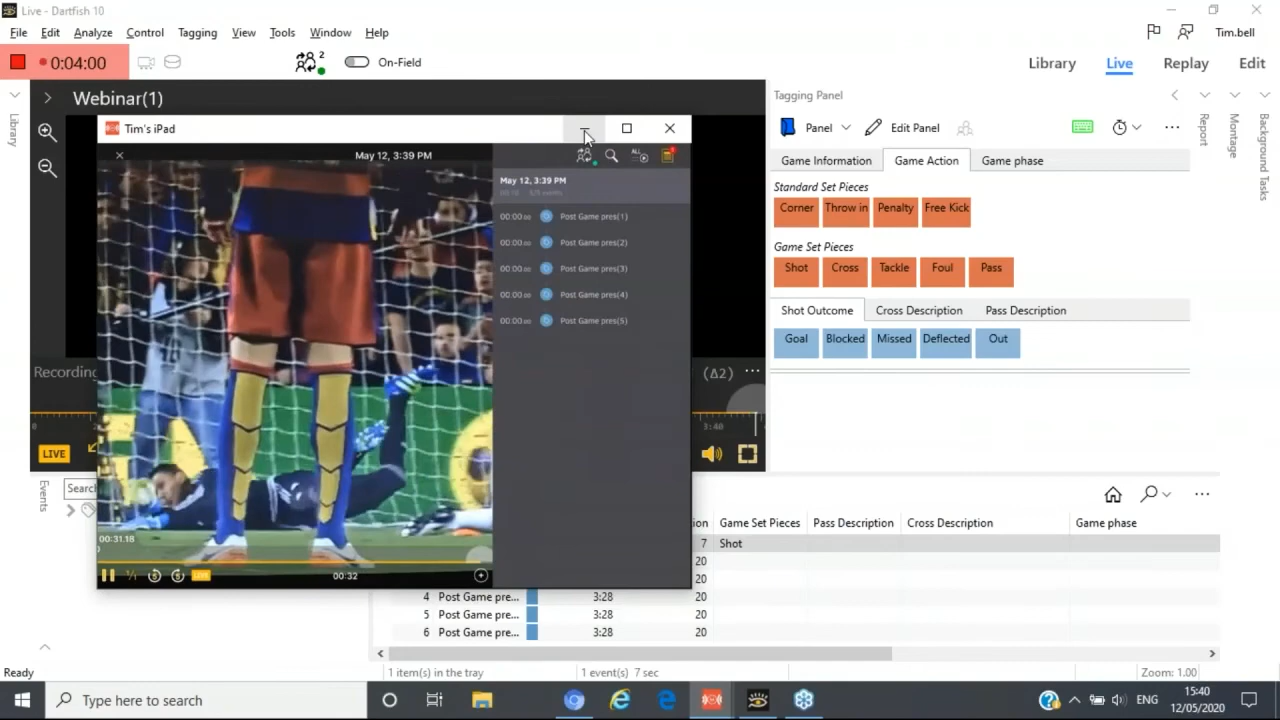 Live - Dartfish 10
File Edit Analyze Control Tagging View Tools Window Help
Tim.bell
0:04:00
2
On-Field
Library Live Replay Edit
Library
Webinar(1)
Tim's iPad
May 12, 3:39 PM
May 12, 3:39 PM
00:00.00 Post Game pres(1)
00:00.00 Post Game pres(2)
00:00.00 Post Game pres(3)
00:00.00 Post Game pres(4)
00:00.00 Post Game pres(5)
00:31.18
1/1
LIVE
00:32
Recording
(Δ2)
0
3:40
LIVE
Tagging Panel
Panel Edit Panel
Game Information Game Action Game phase
Standard Set Pieces
Corner Throw in Penalty Free Kick
Game Set Pieces
Shot Cross Tackle Foul Pass
Shot Outcome Cross Description Pass Description
Goal Blocked Missed Deflected Out
Report
Montage
Background Tasks
Events
Search
ion Game Set Pieces Pass Description Cross Description Game phase
7 Shot
20
20
4 Post Game pre... 3:28 20
5 Post Game pre... 3:28 20
6 Post Game pre... 3:28 20
Ready
1 item(s) in the tray
1 event(s) 7 sec
Zoom: 1.00
Type here to search
ENG
15:40
12/05/2020